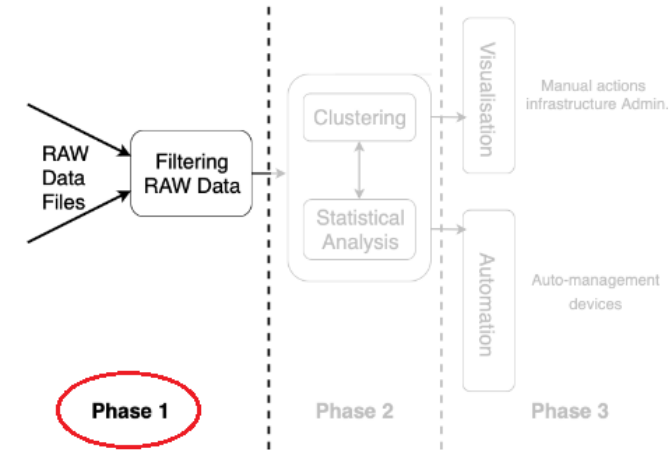 RAW
Data
Files
Filtering
RAW Data
Clustering
Statistical
Analysis
Visualisation
Manual actions
infrastructure Admin.
Automation
Auto-management
devices
Phase 1
Phase 2
Phase 3